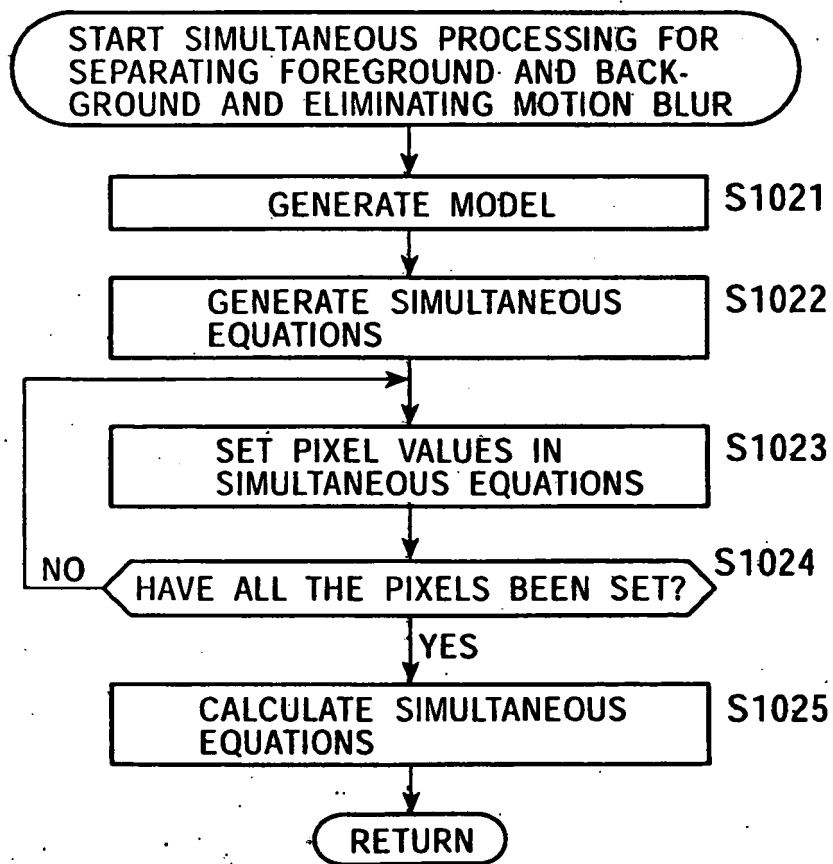 START SIMULTANEOUS PROCESSING FOR
SEPARATING FOREGROUND AND BACK-
GROUND AND ELIMINATING MOTION BLUR
GENERATE MODEL
S1021
GENERATE SIMULTANEOUS
EQUATIONS
S1022
SET PIXEL VALUES IN
SIMULTANEOUS EQUATIONS
S1023
HAVE ALL THE PIXELS BEEN SET?
S1024
NO
YES
CALCULATE SIMULTANEOUS
EQUATIONS
S1025
RETURN